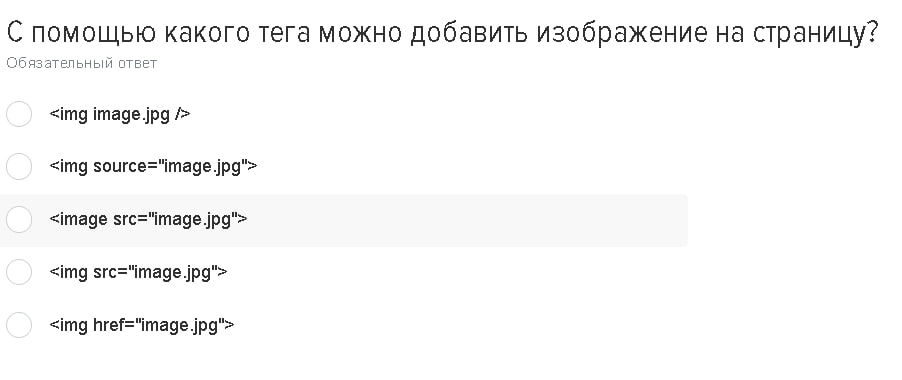 С помощью какого тега можно добавить изображение на страницу?
Обязательный ответ
<img image.jpg />
<img source="image.jpg">
<image src="image.jpg">
<img src="image.jpg">
<img href="image.jpg">